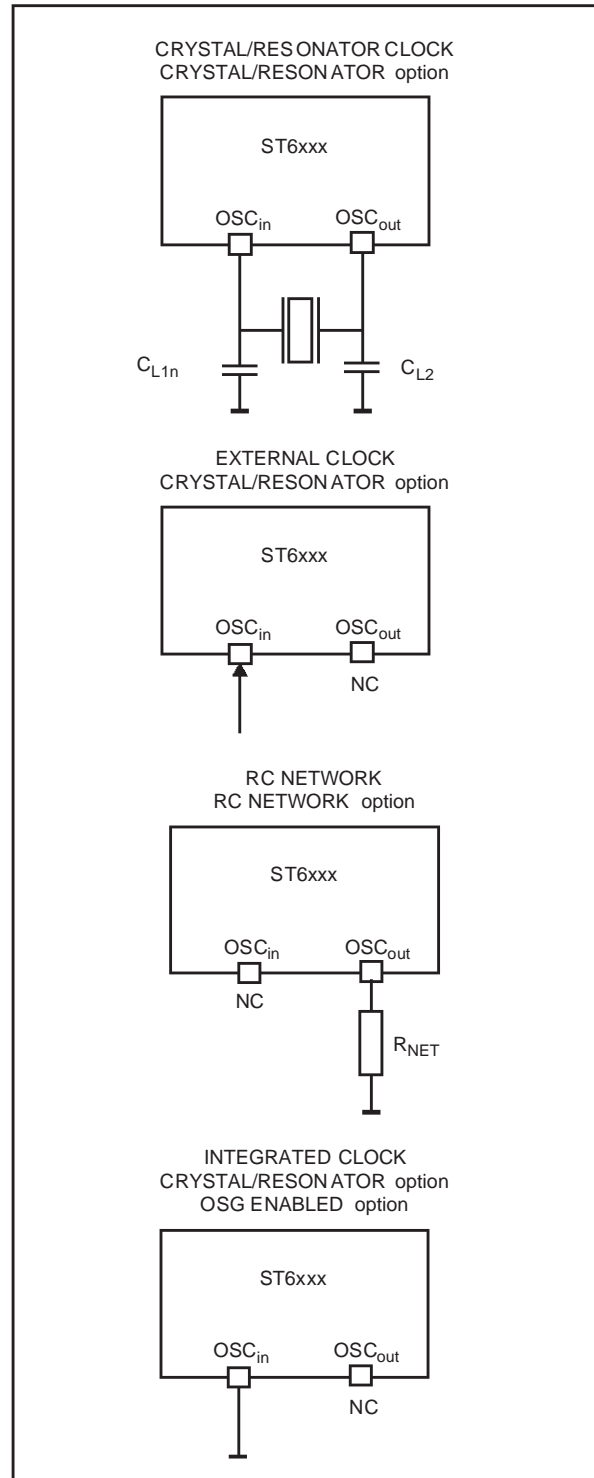 CRYSTAL/RESONATOR CLOCK
CRYSTAL/RESONATOR option
ST6xxx
OSCin OSCout
CL1n CL2
EXTERNAL CLOCK
CRYSTAL/RESONATOR option
ST6xxx
OSCin OSCout
NC
RC NETWORK
RC NETWORK option
ST6xxx
OSCin OSCout
NC
RNET
INTEGRATED CLOCK
CRYSTAL/RESONATOR option
OSG ENABLED option
ST6xxx
OSCin OSCout
NC